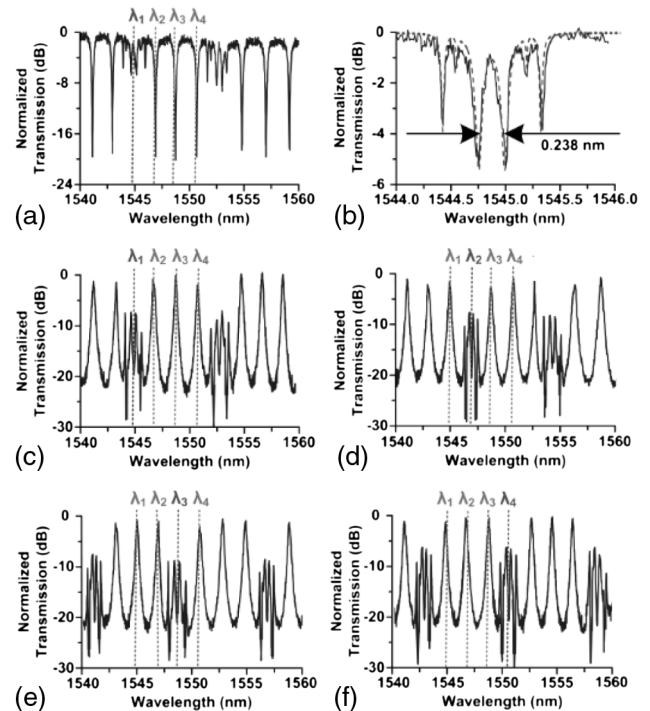 λ1 λ2 λ3 λ4
0
-8
-16
-24
Normalized
Transmission (dB)
1540 1545 1550 1555 1560
Wavelength (nm)
(a)
0
-2
-4
-6
Normalized
Transmission (dB)
0.238 nm
1544.0 1544.5 1545.0 1545.5 1546.0
Wavelength (nm)
(b)
λ1 λ2 λ3 λ4
0
-10
-20
-30
Normalized
Transmission (dB)
1540 1545 1550 1555 1560
Wavelength (nm)
(c)
λ1 λ2 λ3 λ4
0
-10
-20
-30
Normalized
Transmission (dB)
1540 1545 1550 1555 1560
Wavelength (nm)
(d)
λ1 λ2 λ3 λ4
0
-10
-20
-30
Normalized
Transmission (dB)
1540 1545 1550 1555 1560
Wavelength (nm)
(e)
λ1 λ2 λ3 λ4
0
-10
-20
-30
Normalized
Transmission (dB)
1540 1545 1550 1555 1560
Wavelength (nm)
(f)